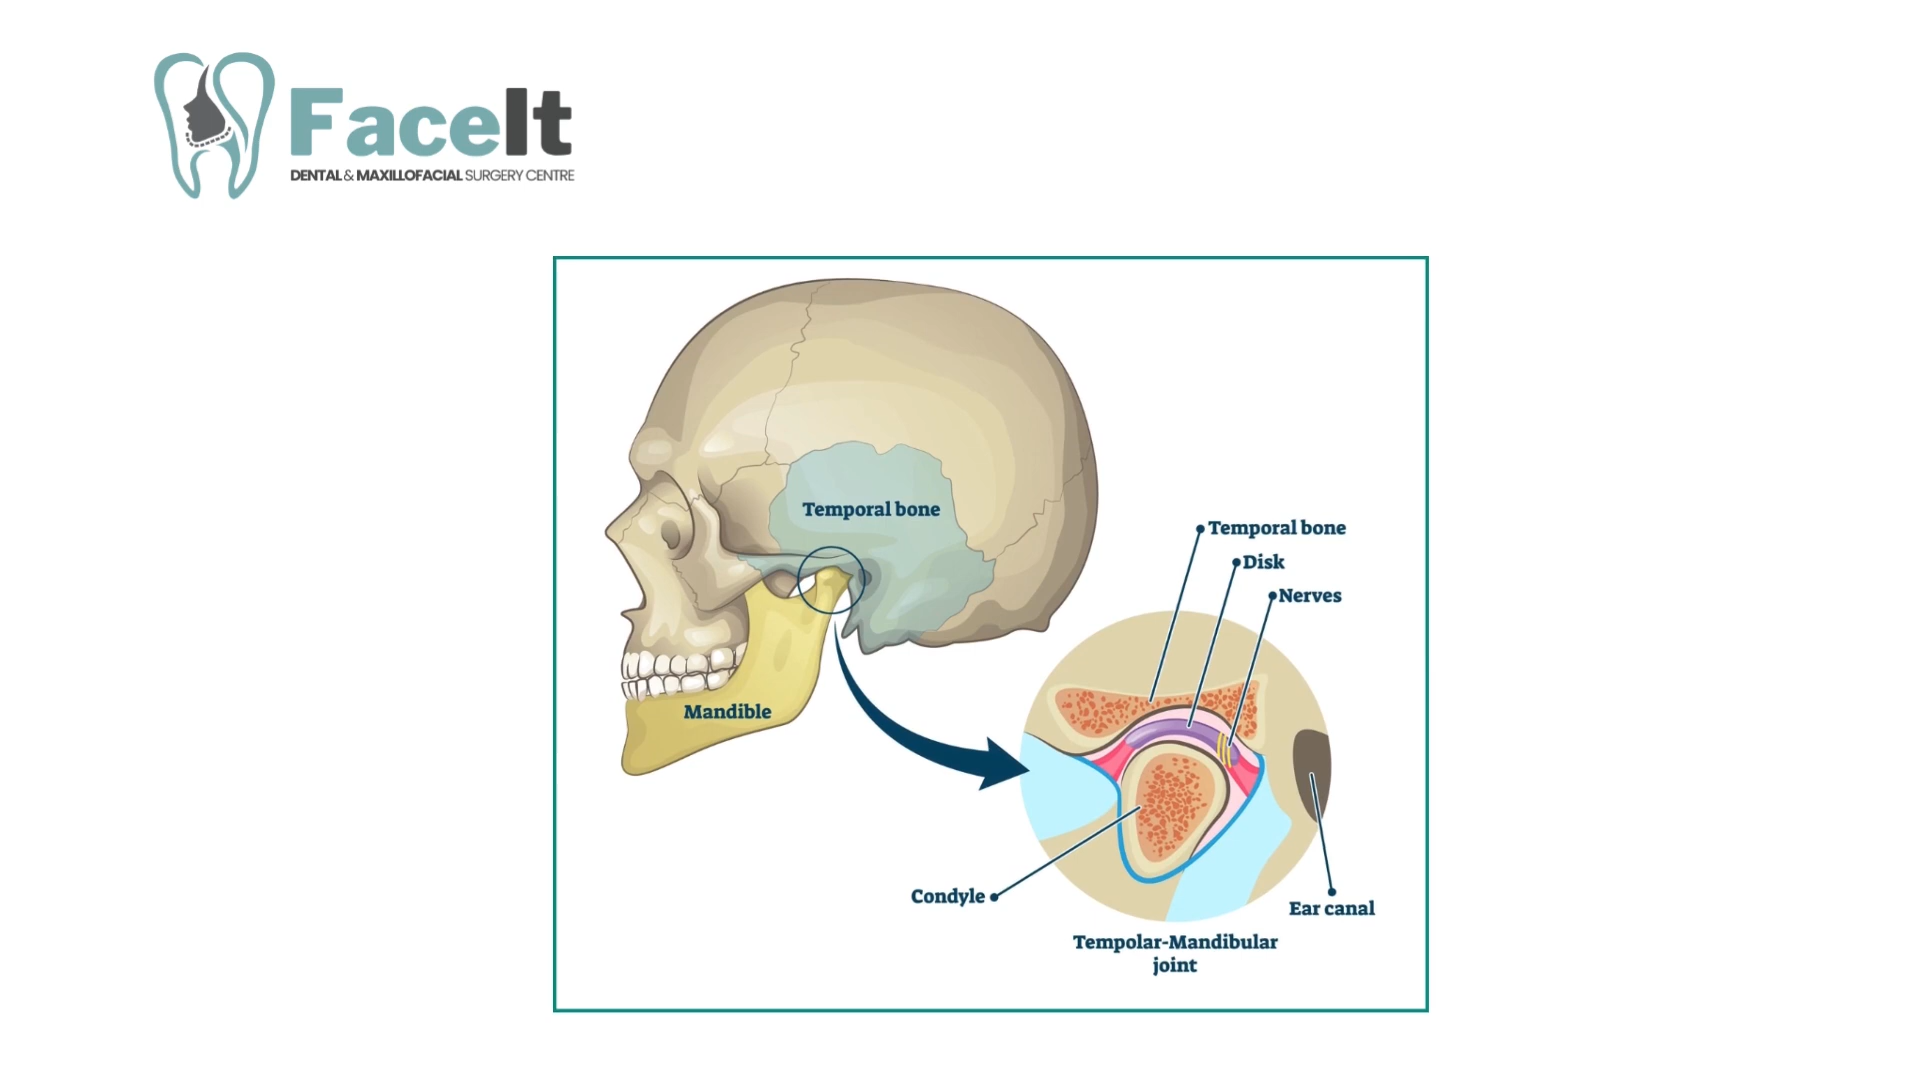 FaceIt
DENTAL & MAXILLOFACIAL SURGERY CENTRE
Temporal bone
Temporal bone
Disk
Nerves
Mandible
Condyle
Ear canal
Tempolar-Mandibular
joint